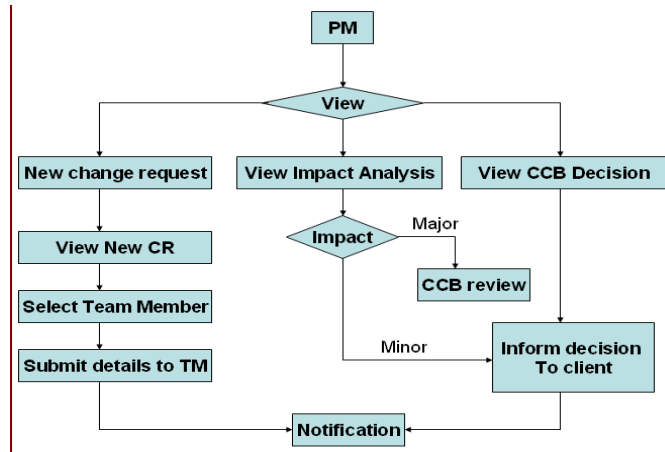 PM
View
New change request
View Impact Analysis
View CCB Decision
Impact
Major
View New CR
CCB review
Select Team Member
Minor
Inform decision
To client
Submit details to TM
Notification